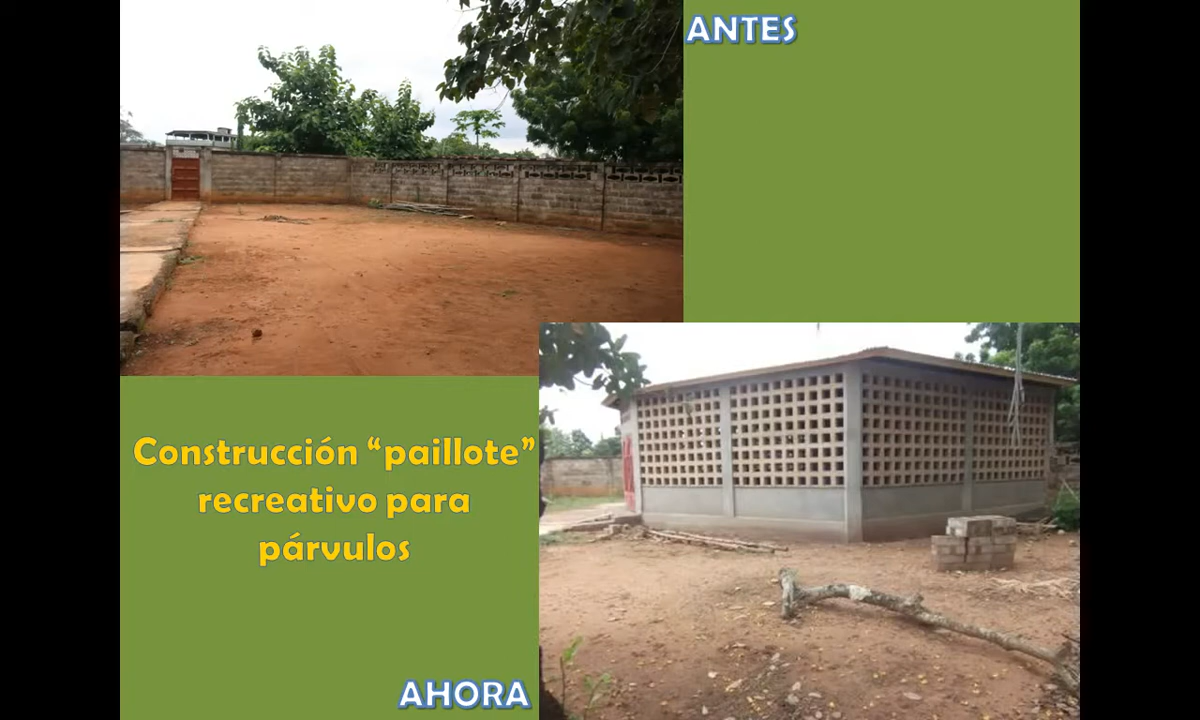 ANTES
Construcción “paillote”
recreativo para
párvulos
AHORA